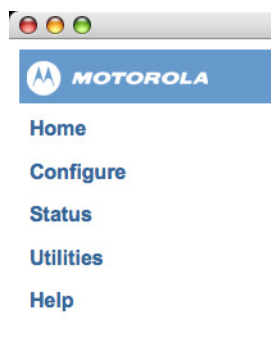 MOTOROLA
Home
Configure
Status
Utilities
Help